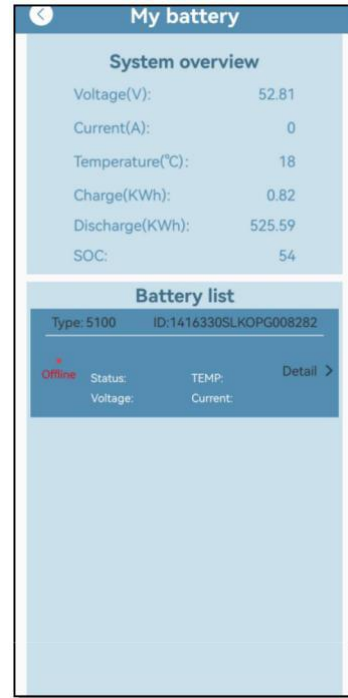 My battery
System overview
Voltage(V): 52.81
Current(A): 0
Temperature(℃): 18
Charge(KWh): 0.82
Discharge(KWh): 525.59
SOC: 54
Battery list
Type: 5100 ID:1416330SLKOPG008282
Offline Status: TEMP: Detail >
Voltage: Current: